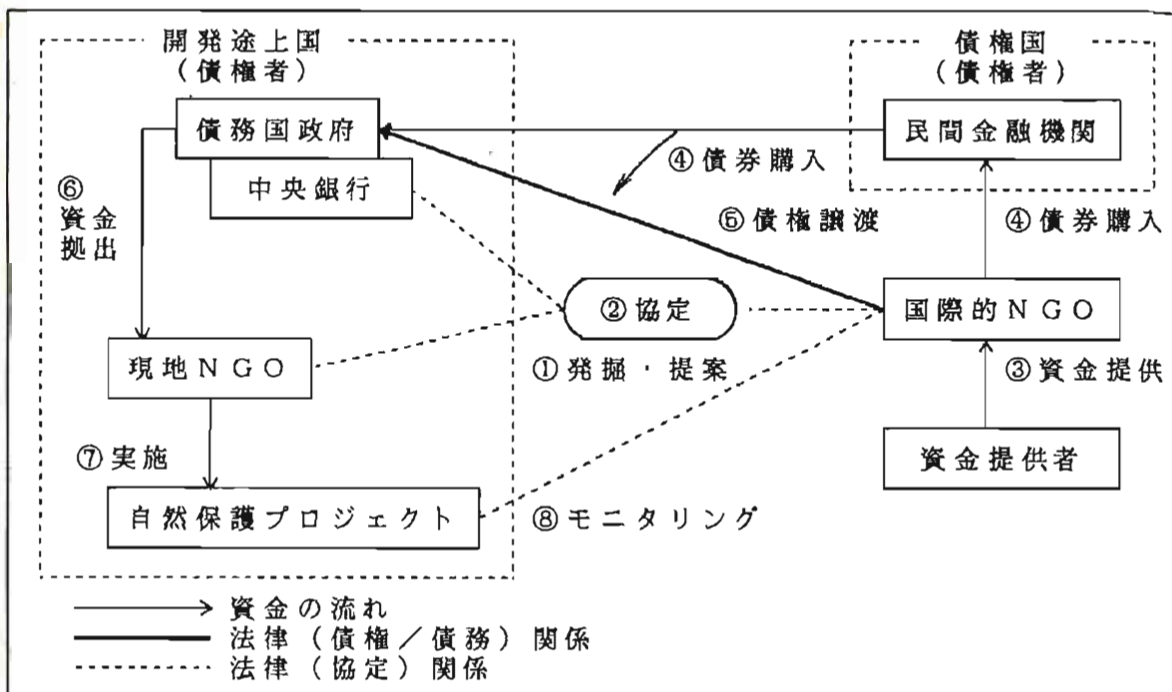 開発途上国
（債権者）
債務国政府
中央銀行
債権国
（債権者）
民間金融機関
④債券購入
⑤債権譲渡
④債券購入
⑥
資金
拠出
②協定
国際的NGO
現地NGO
①発掘・提案
③資金提供
⑦実施
資金提供者
自然保護プロジェクト
⑧モニタリング
資金の流れ
法律（債権／債務）関係
法律（協定）関係